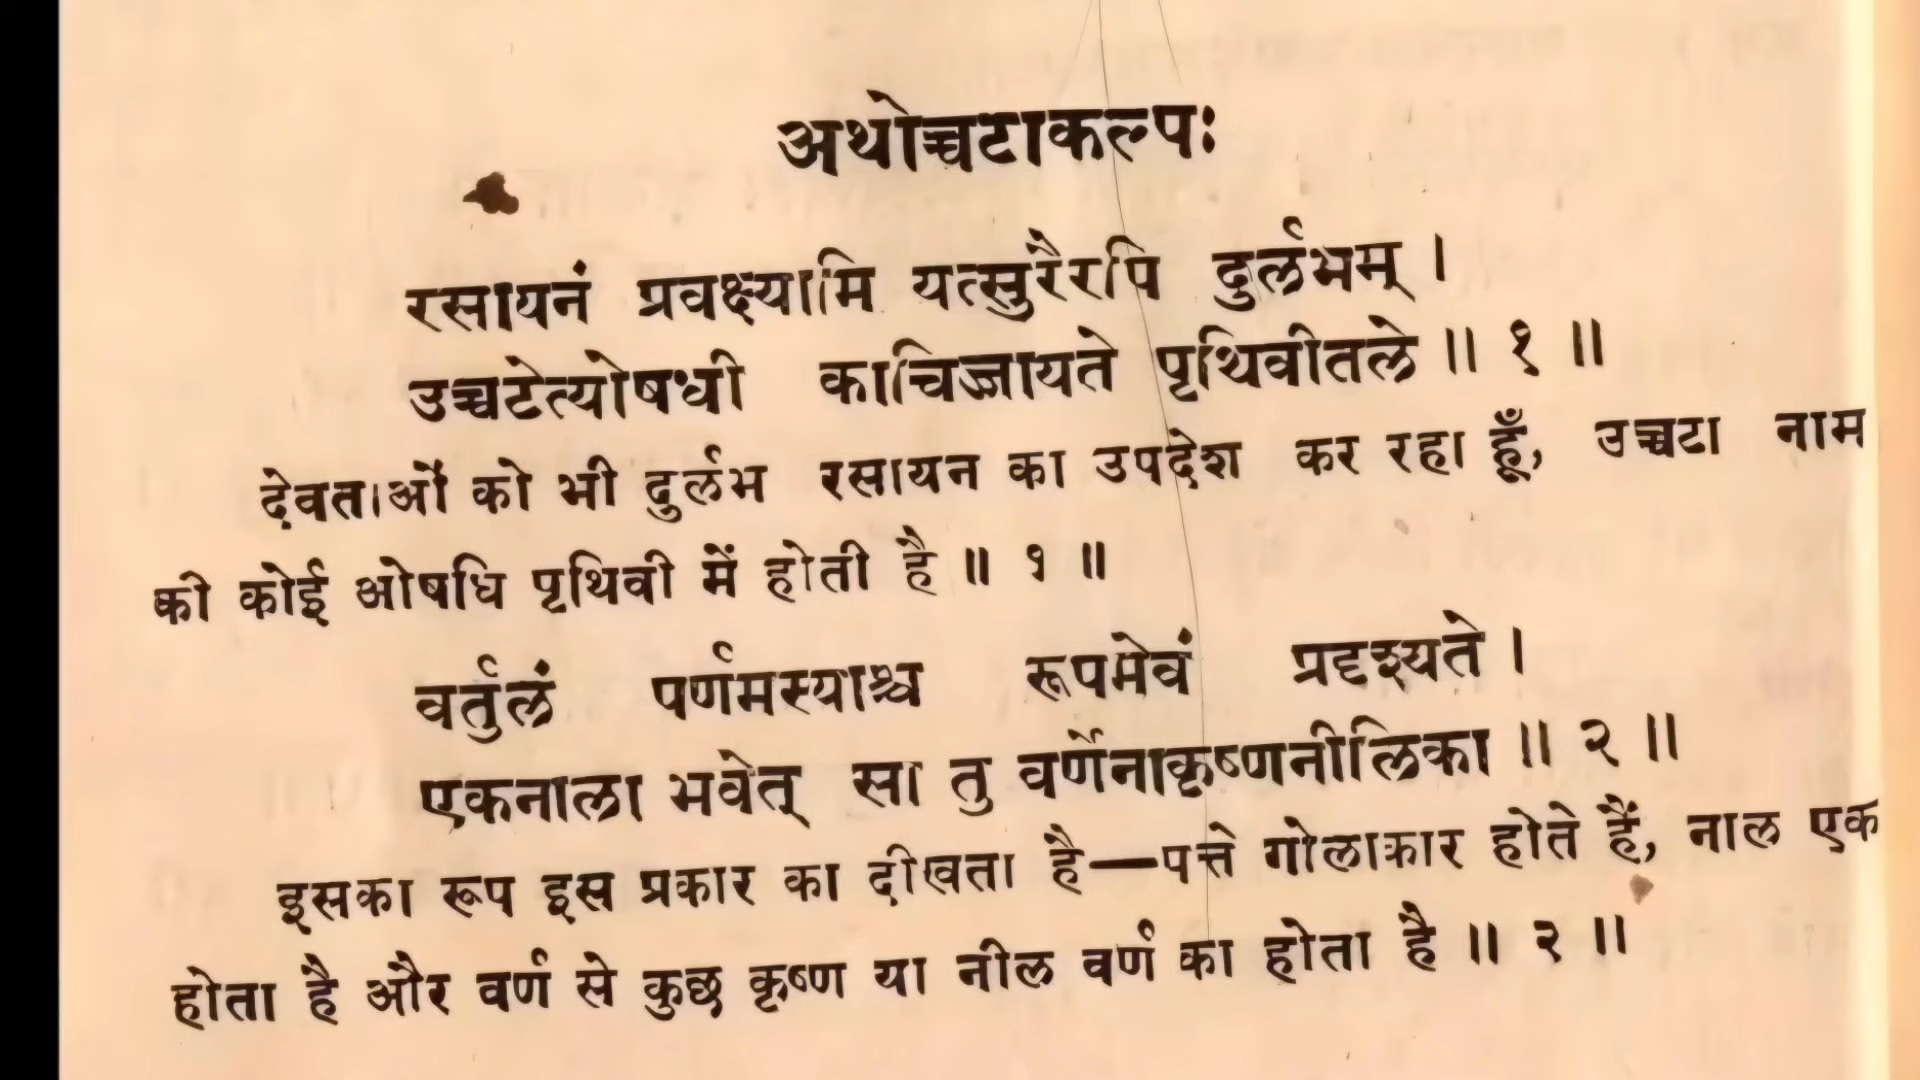 अथोच्चटाकल्पः
रसायनं प्रवक्ष्यामि यत्सुरैरपि दुर्लभम् ।
उच्चटेत्योषधी काचिज्जायते पृथिवीतले ॥ १ ॥
देवताओं को भी दुर्लभ रसायन का उपदेश कर रहा हूँ, उच्चटा नाम
की कोई ओषधि पृथिवी में होती है ॥ १ ॥
वर्तुलं पर्णमस्याश्च रूपमेवं प्रदृश्यते ।
एकनाला भवेत् सा तु वर्णेनाकृष्णनीलिका ॥ २ ॥
इसका रूप इस प्रकार का दीखता है—पत्ते गोलाकार होते हैं, नाल एक
होता है और वर्ण से कुछ कृष्ण या नील वर्ण का होता है ॥ २ ॥